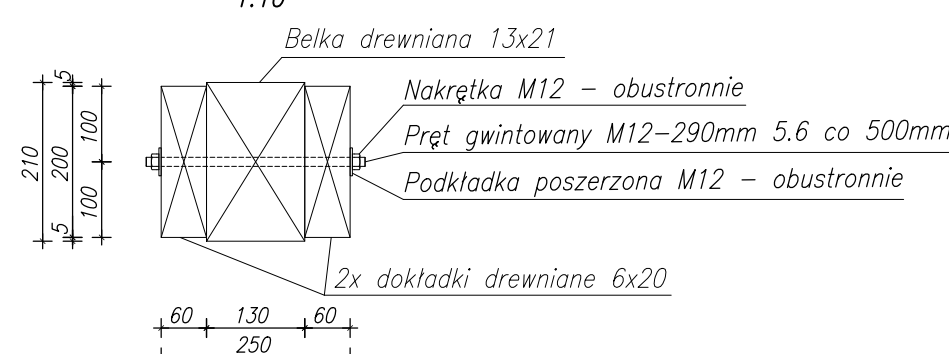 1:10
Belka drewniana 13x21
Nakrętka M12 - obustronnie
Pręt gwintowany M12-290mm 5.6 co 500mm
Podkładka poszerzona M12 - obustronnie
2x dokładki drewniane 6x20
210
5
200
5
100
100
60
130
60
250